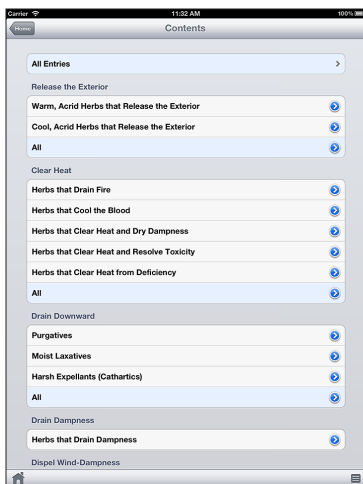 Carrier 11:32 AM 100%
Home Contents
All Entries
Release the Exterior
Warm, Acrid Herbs that Release the Exterior
Cool, Acrid Herbs that Release the Exterior
All
Clear Heat
Herbs that Drain Fire
Herbs that Cool the Blood
Herbs that Clear Heat and Dry Dampness
Herbs that Clear Heat and Resolve Toxicity
Herbs that Clear Heat from Deficiency
All
Drain Downward
Purgatives
Moist Laxatives
Harsh Expellants (Cathartics)
All
Drain Dampness
Herbs that Drain Dampness
Dispel Wind-Dampness